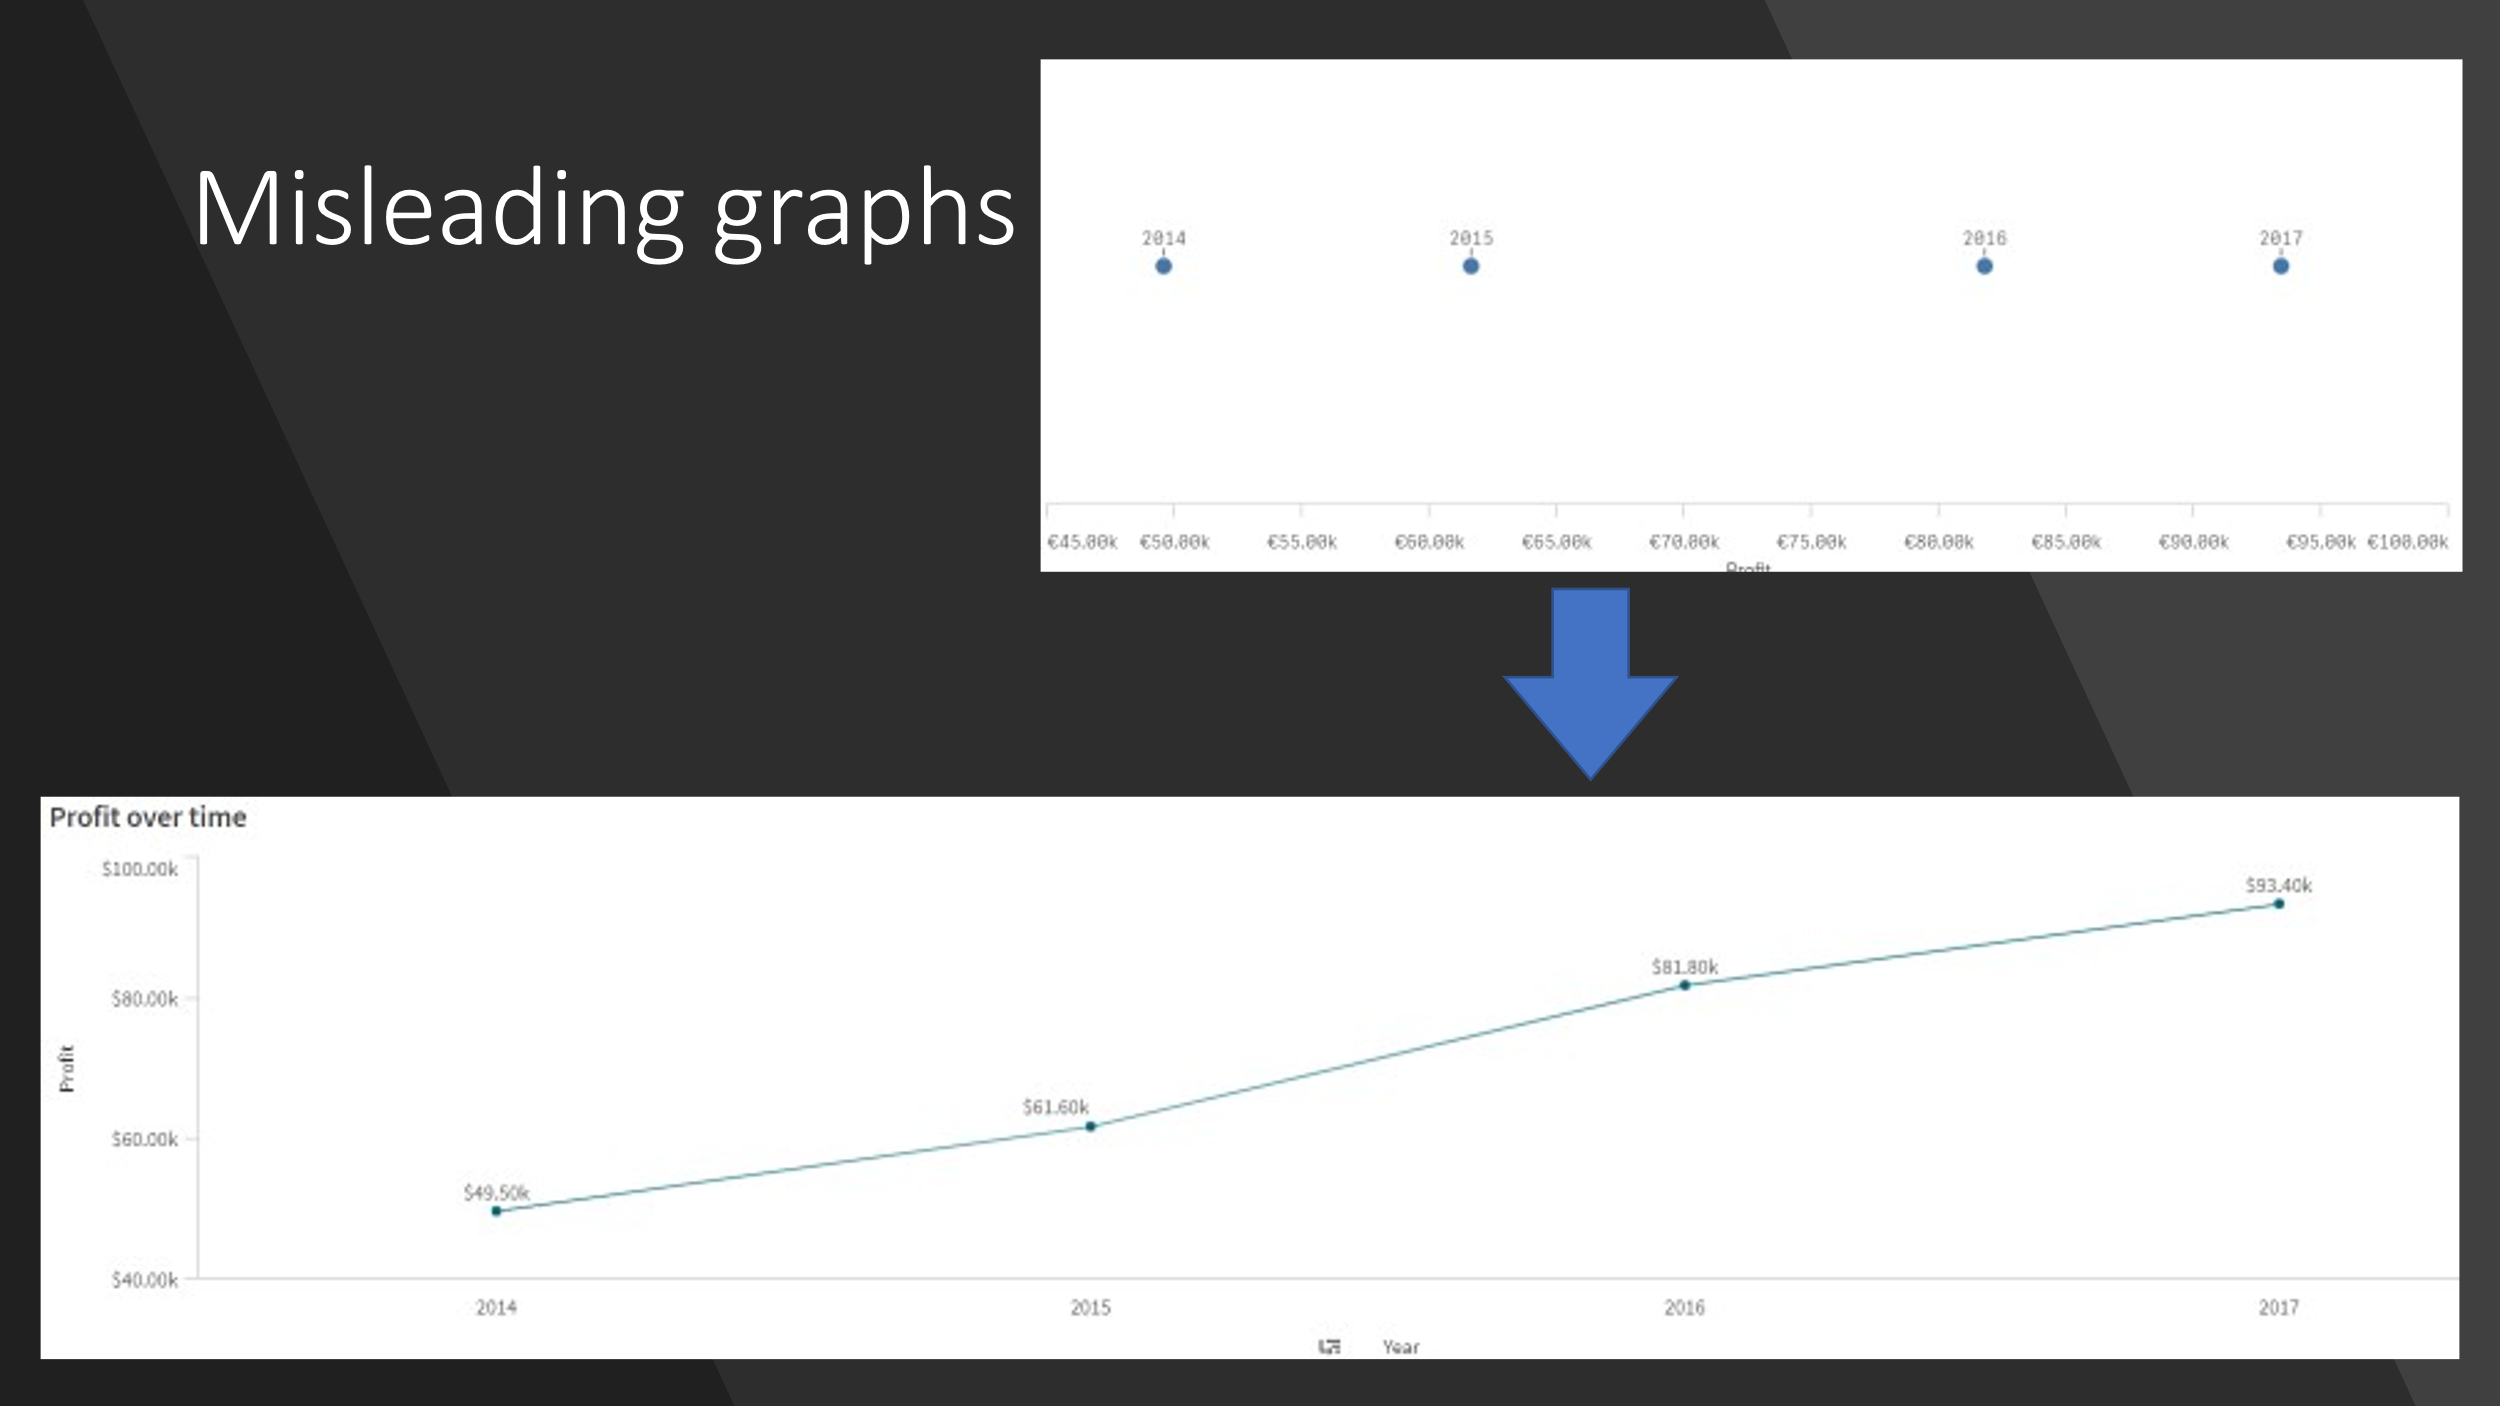 Misleading graphs
2014 2015 2016 2017
€45.00k €50.00k €55.00k €60.00k €65.00k €70.00k €75.00k €80.00k €85.00k €90.00k €95.00k €100.00k
Profit
Profit over time
$100.00k
$93.40k
$81.80k
$80.00k
Profit
$61.60k
$60.00k
$49.50k
$40.00k
2014 2015 2016 2017
Year